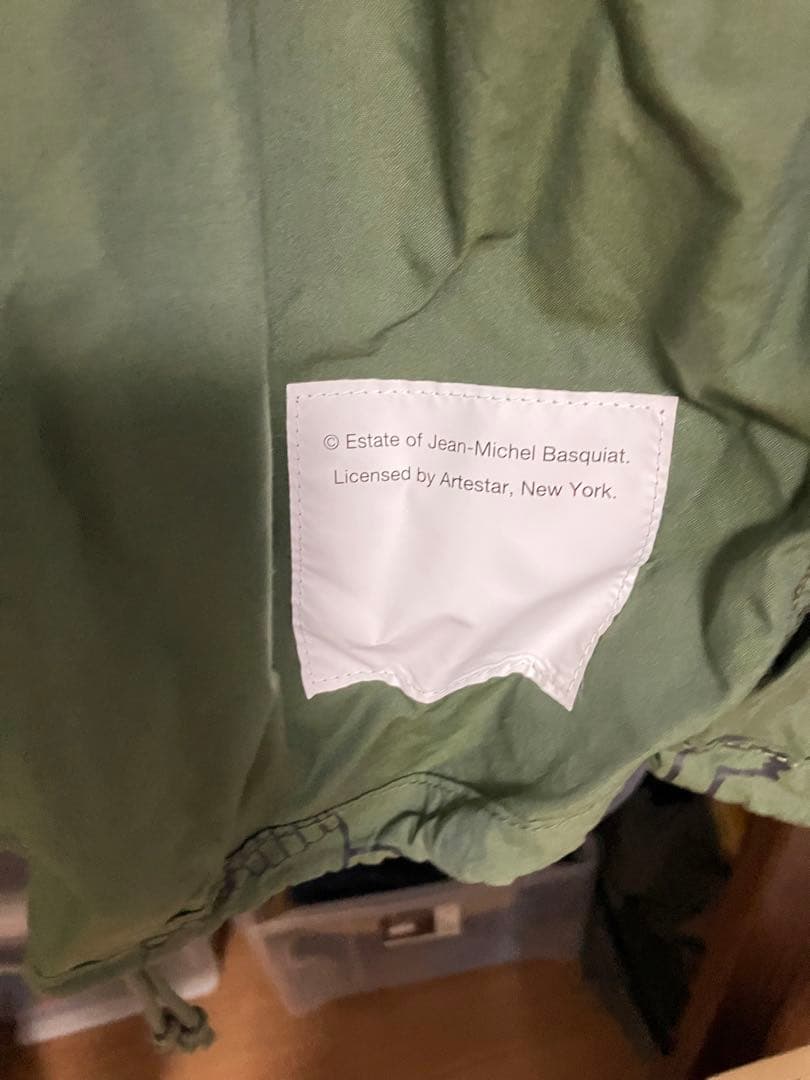 © Estate of Jean-Michel Basquiat.
Licensed by Artestar, New York.